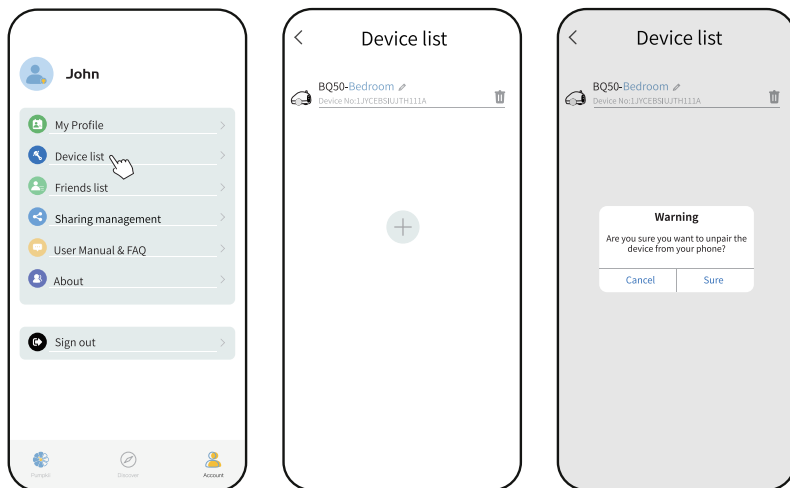 John
My Profile
Device list
Friends list
Sharing management
User Manual & FAQ
About
Sign out
Discover
Account
Device list
BQ50-Bedroom
Device No:1JYCEBSIUJTH111A
Device list
BQ50-Bedroom
Device No:1JYCEBSIUJTH111A
Warning
Are you sure you want to unpair the
device from your phone?
Cancel Sure